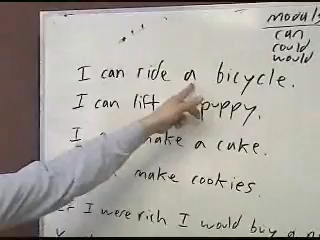 modals
can
could
would
I can ride a bicycle.
I can lift puppy.
I make a cake.
make cookies.
If I were rich I would buy a